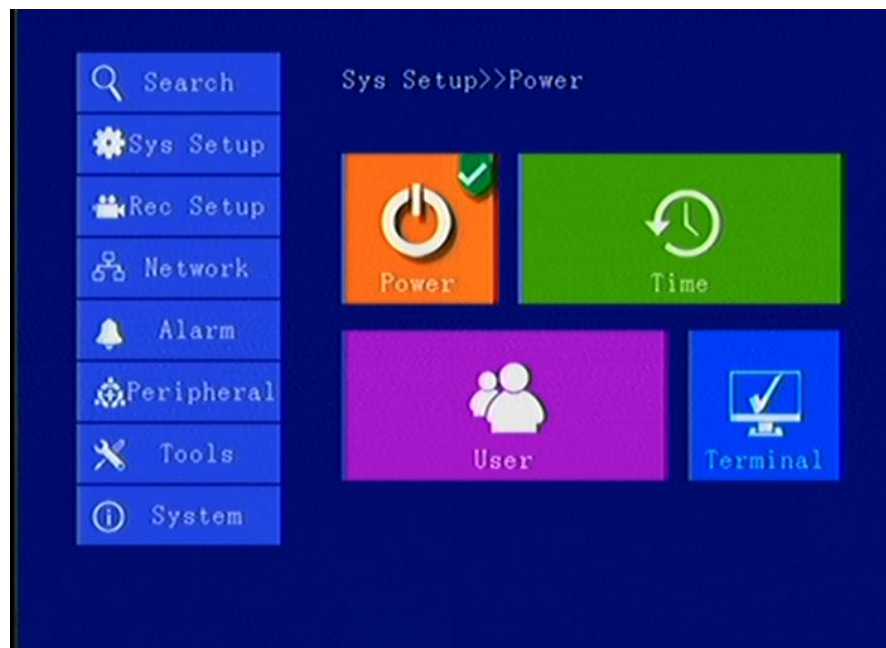 Search
Sys Setup
Rec Setup
Network
Alarm
Peripheral
Tools
System
Sys Setup>>Power
Power
Time
User
Terminal